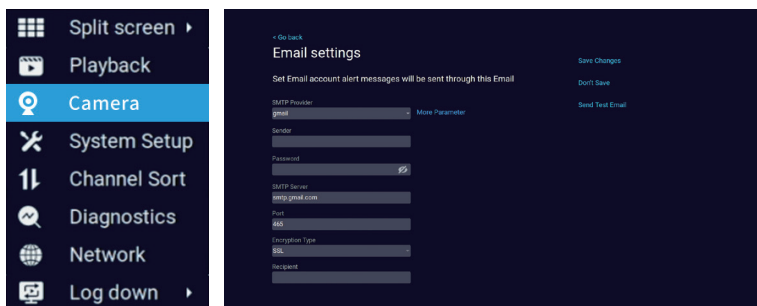 Split screen
Playback
Camera
System Setup
Channel Sort
Diagnostics
Network
Log down
< Go back
Email settings
Set Email account alert messages will be sent through this Email
SMTP Provider
gmail
More Parameter
Sender
Password
SMTP Server
smtp.gmail.com
Port
465
Encryption Type
SSL
Recipient
Save Changes
Don't Save
Send Test Email